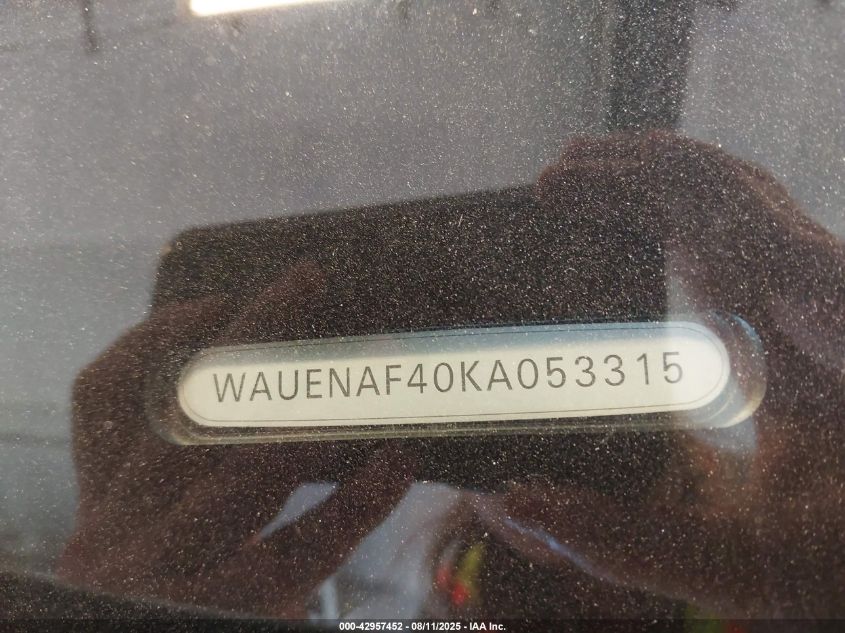 WAUENAF40KA053315
000-42957452 - 08/11/2025 - IAA Inc.